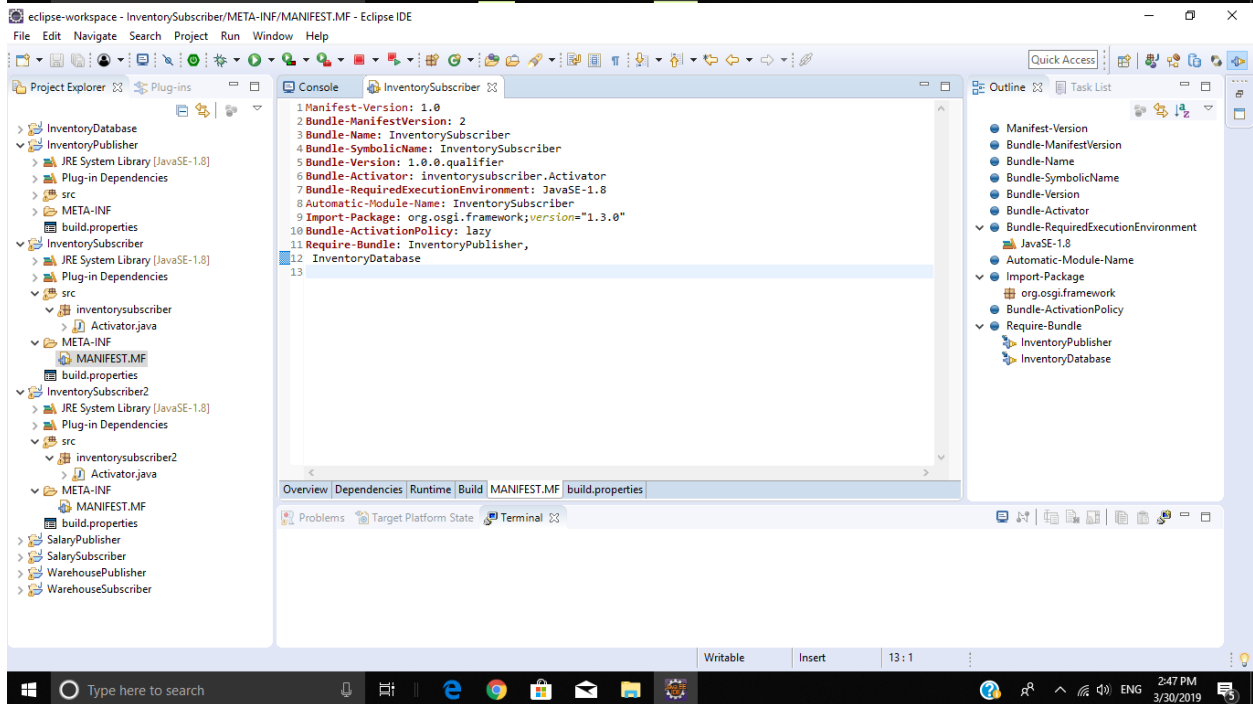 eclipse-workspace - InventorySubscriber/META-INF/MANIFEST.MF - Eclipse IDE
File Edit Navigate Search Project Run Window Help
Quick Access
Project Explorer Plug-ins
InventoryDatabase
InventoryPublisher
JRE System Library [JavaSE-1.8]
Plug-in Dependencies
src
META-INF
build.properties
InventorySubscriber
JRE System Library [JavaSE-1.8]
Plug-in Dependencies
src
inventorysubscriber
Activator.java
META-INF
MANIFEST.MF
build.properties
InventorySubscriber2
JRE System Library [JavaSE-1.8]
Plug-in Dependencies
src
inventorysubscriber2
Activator.java
META-INF
MANIFEST.MF
build.properties
SalaryPublisher
SalarySubscriber
WarehousePublisher
WarehouseSubscriber
Console InventorySubscriber
1 Manifest-Version: 1.0
2 Bundle-ManifestVersion: 2
3 Bundle-Name: InventorySubscriber
4 Bundle-SymbolicName: InventorySubscriber
5 Bundle-Version: 1.0.0.qualifier
6 Bundle-Activator: inventorysubscriber.Activator
7 Bundle-RequiredExecutionEnvironment: JavaSE-1.8
8 Automatic-Module-Name: InventorySubscriber
9 Import-Package: org.osgi.framework;version="1.3.0"
10 Bundle-ActivationPolicy: lazy
11 Require-Bundle: InventoryPublisher,
12 InventoryDatabase
13
Overview Dependencies Runtime Build MANIFEST.MF build.properties
Outline Task List
Manifest-Version
Bundle-ManifestVersion
Bundle-Name
Bundle-SymbolicName
Bundle-Version
Bundle-Activator
Bundle-RequiredExecutionEnvironment
JavaSE-1.8
Automatic-Module-Name
Import-Package
org.osgi.framework
Bundle-ActivationPolicy
Require-Bundle
InventoryPublisher
InventoryDatabase
Problems Target Platform State Terminal
Writable Insert 13 : 1
Type here to search
ENG
2:47 PM
3/30/2019
5